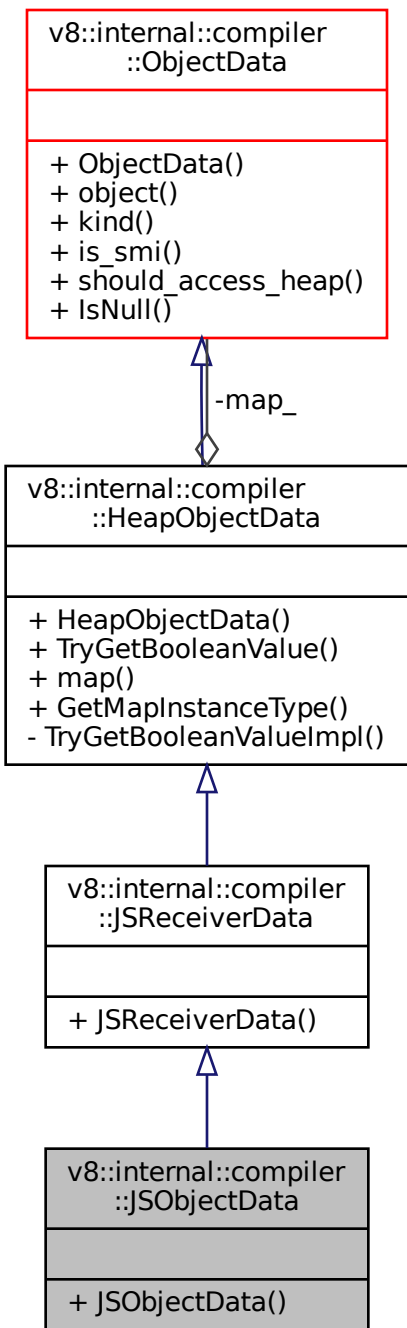 v8::internal::compiler
::ObjectData
+ ObjectData()
+ object()
+ kind()
+ is_smi()
+ should_access_heap()
+ IsNull()
-map_
v8::internal::compiler
::HeapObjectData
+ HeapObjectData()
+ TryGetBooleanValue()
+ map()
+ GetMapInstanceType()
- TryGetBooleanValueImpl()
v8::internal::compiler
::JSReceiverData
+ JSReceiverData()
v8::internal::compiler
::JSObjectData
+ JSObjectData()